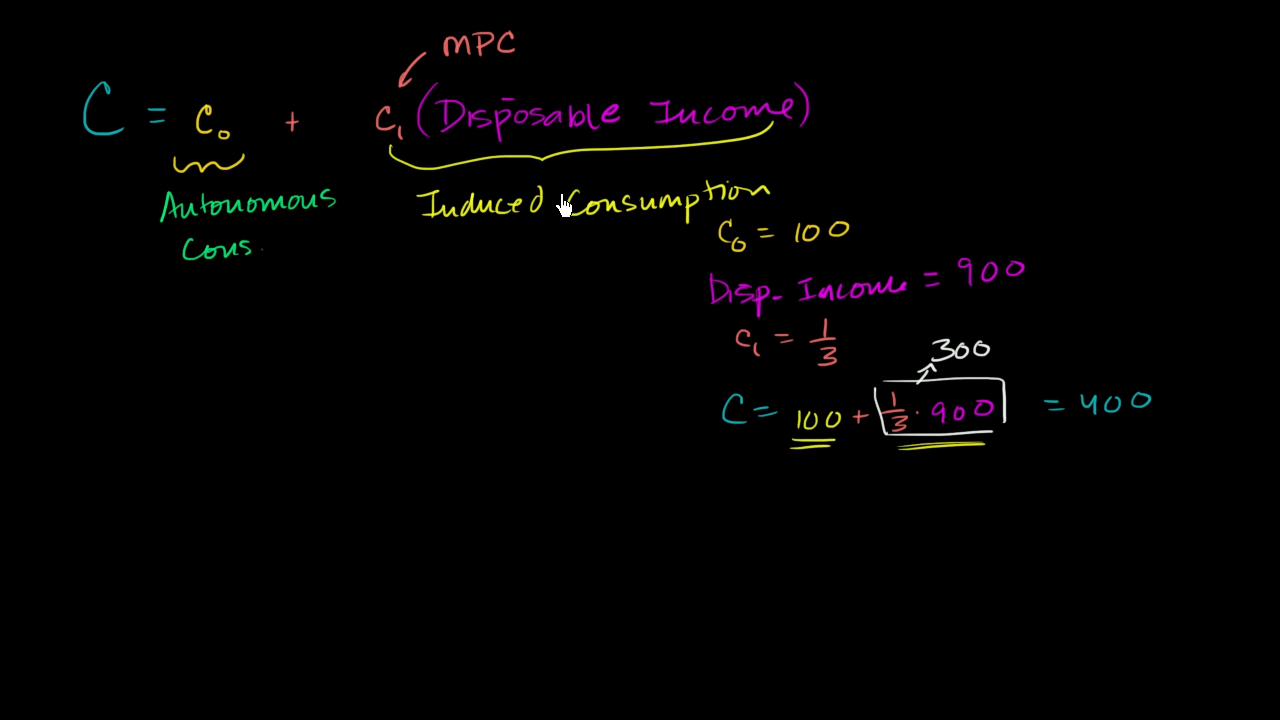 MPC
C = C₀ + C₁ (Disposable Income)
Autonomous Cons.
Induced Consumption
C₀ = 100
Disp. Income = 900
C₁ = 1/3
300
C = 100 + 1/3 · 900 = 400